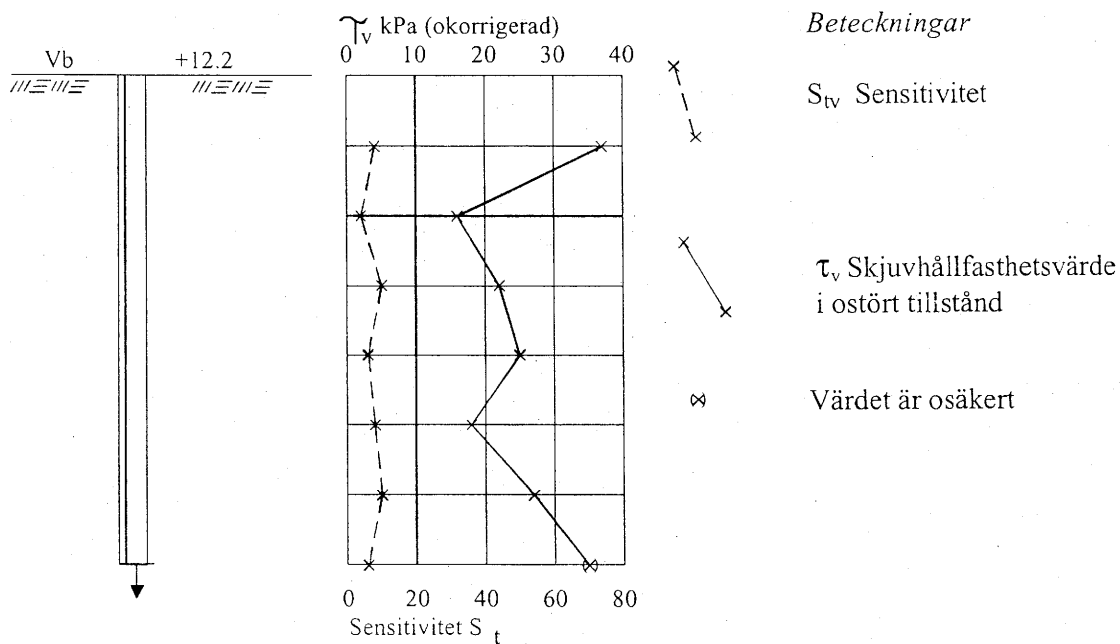 τv kPa (okorrigerad)
0 10 20 30 40
Vb +12.2
0 20 40 60 80
Sensitivitet S t
Beteckningar
Stv Sensitivitet
τv Skjuvhållfasthetsvärde
i ostört tillstånd
Värdet är osäkert